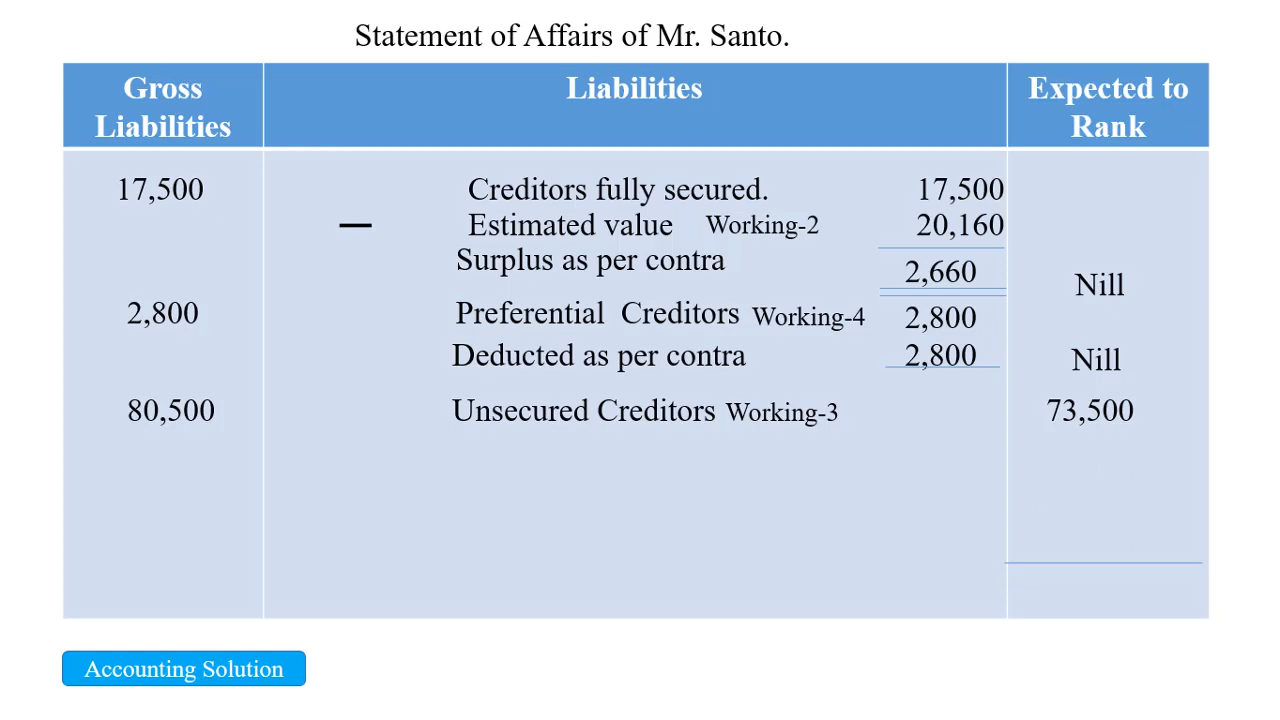 Statement of Affairs of Mr. Santo.
Gross Liabilities Liabilities Expected to Rank
17,500 Creditors fully secured. 17,500
— Estimated value Working-2 20,160
Surplus as per contra 2,660 Nill
2,800 Preferential Creditors Working-4 2,800
Deducted as per contra 2,800 Nill
80,500 Unsecured Creditors Working-3 73,500
Accounting Solution